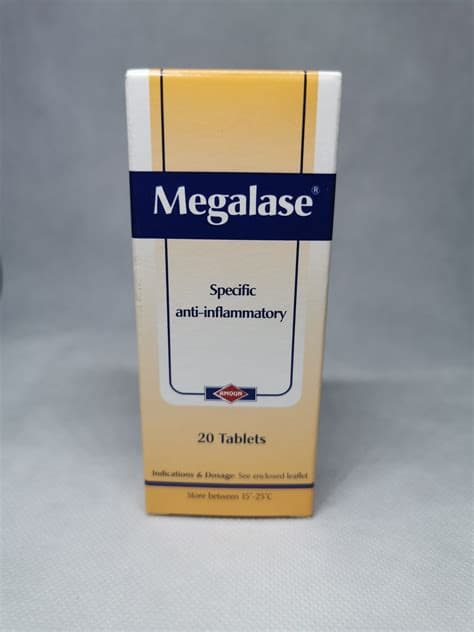 Megalase®
Specific
anti-inflammatory
AMOUN
20 Tablets
Indications & Dosage: See enclosed leaflet
Store between 15°-25°C